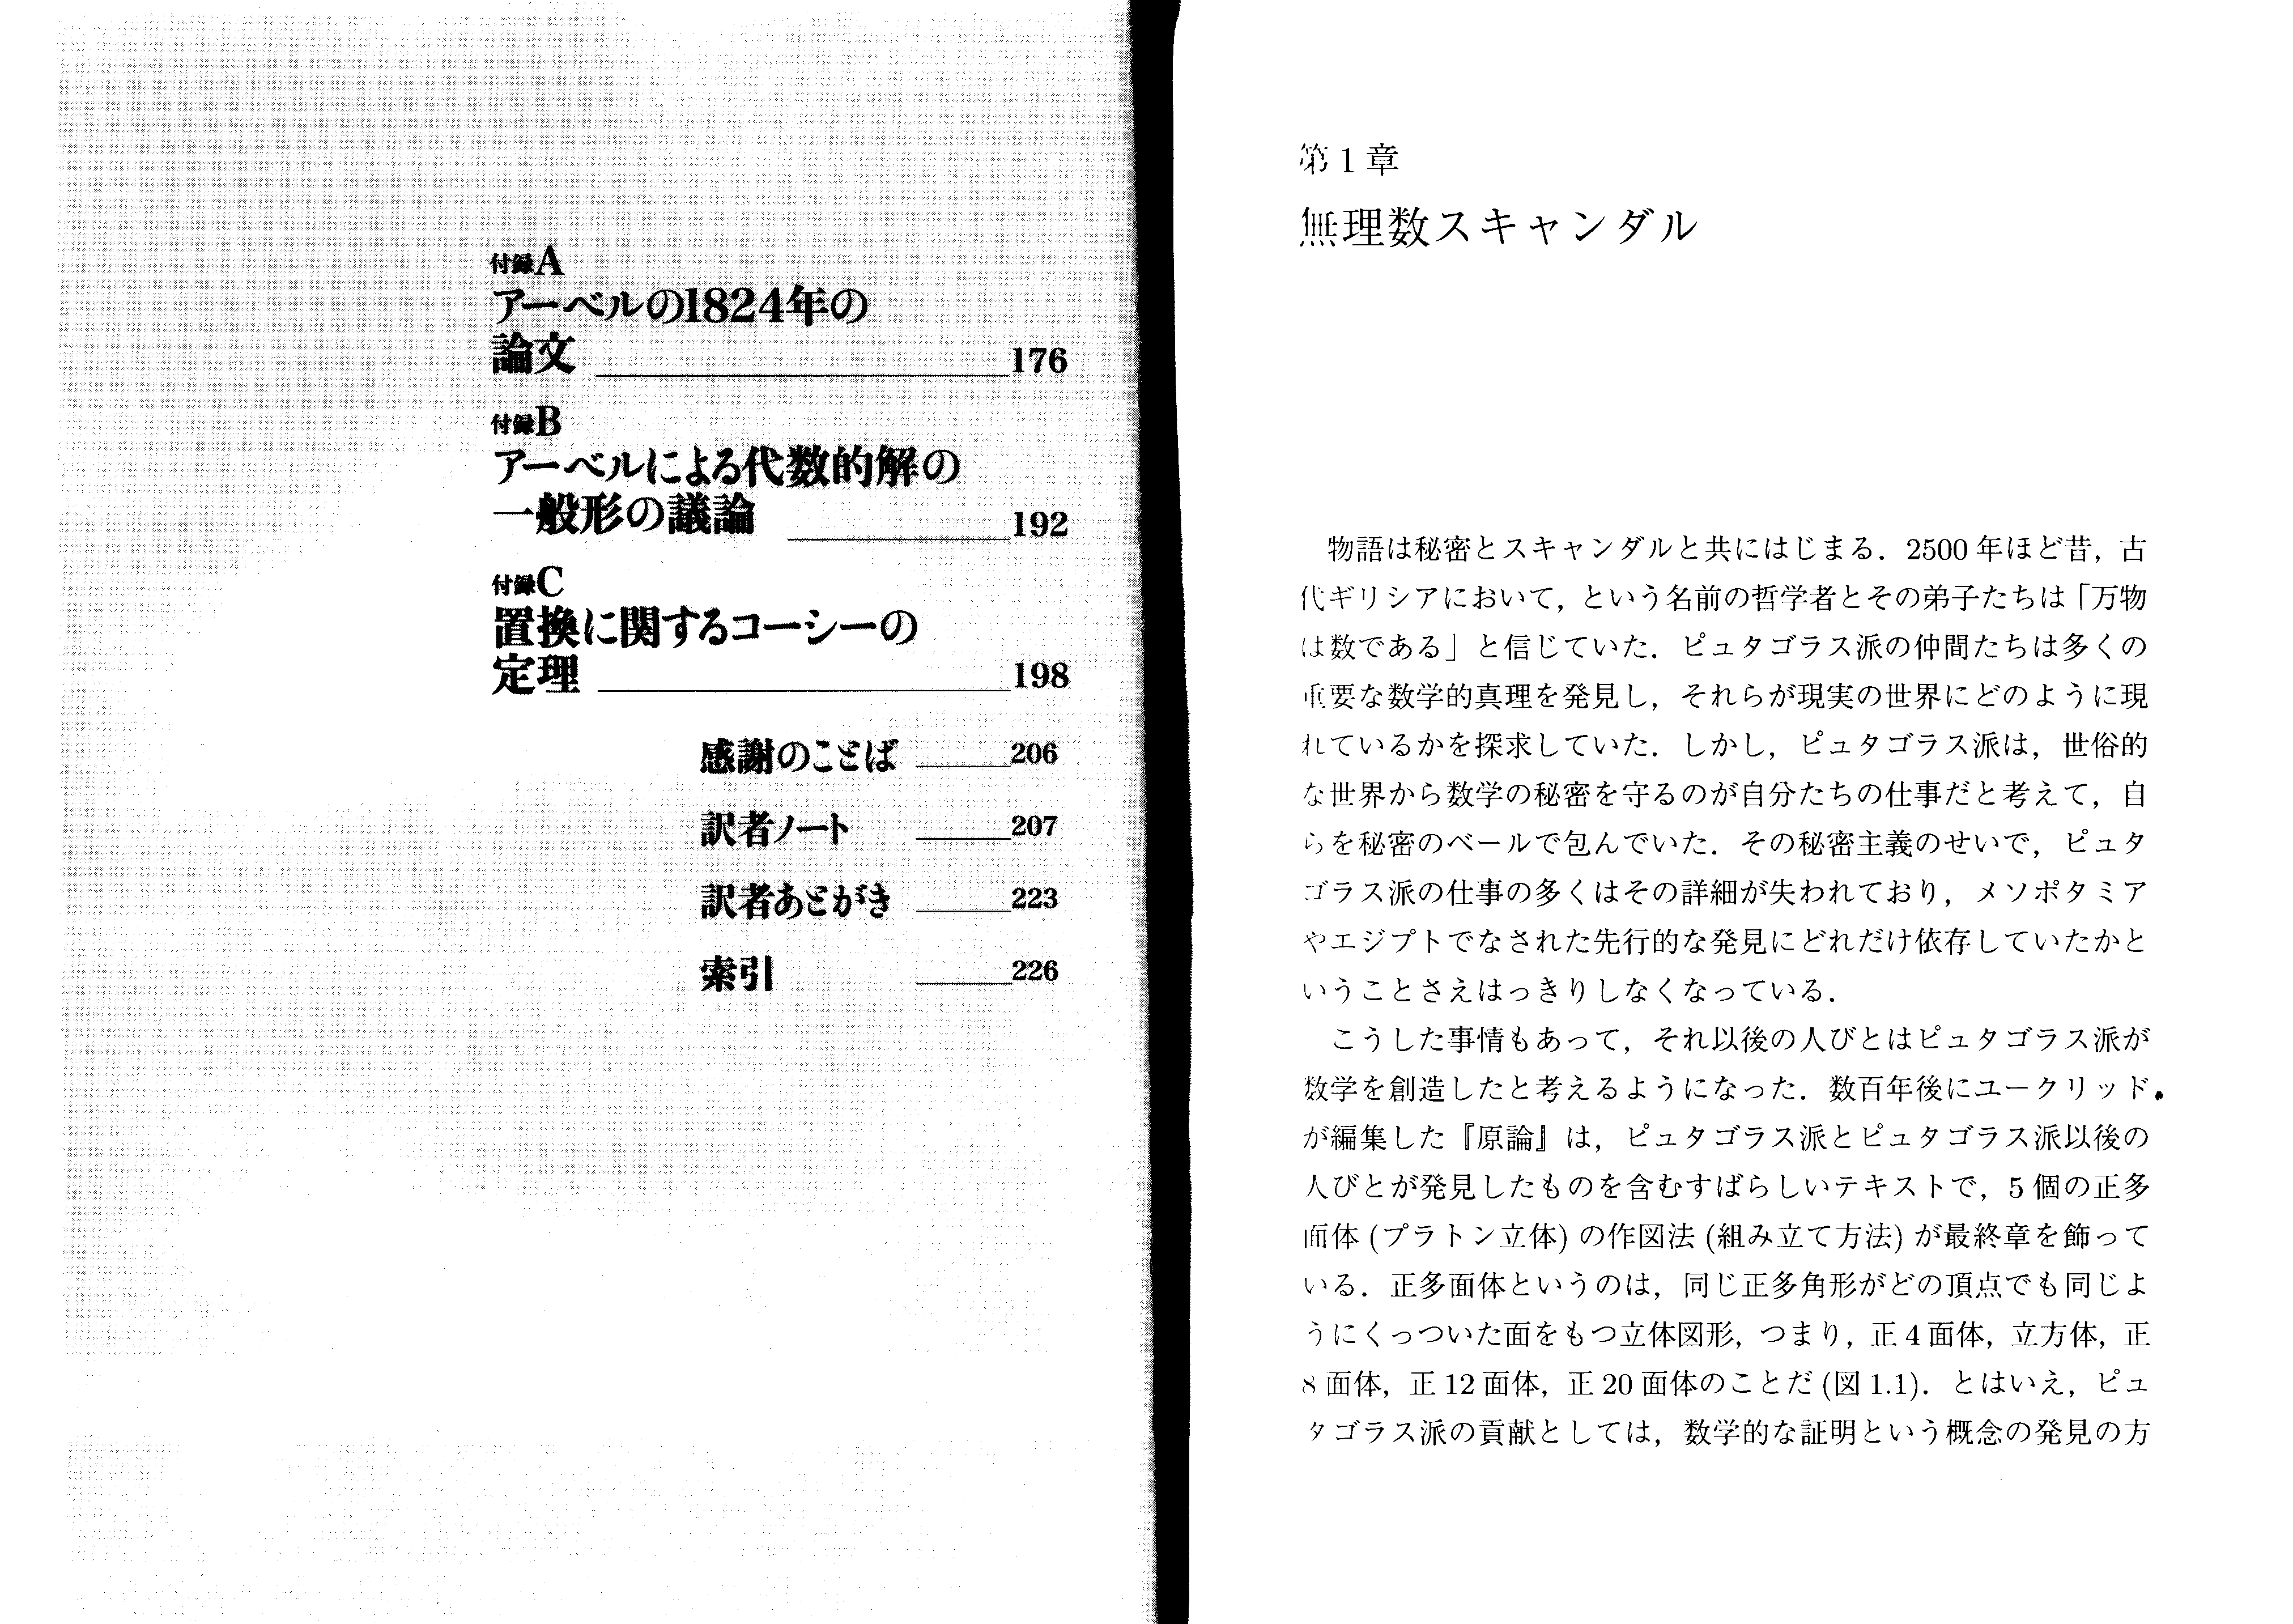 付録A
アーベルの1824年の
論文 176
付録B
アーベルによる代数的解の
一般形の議論 192
付録C
置換に関するコーシーの
定理 198
感謝のことば 206
訳者ノート 207
訳者あとがき 223
索引 226
第 1 章
無理数スキャンダル
物語は秘密とスキャンダルと共にはじまる．2500 年ほど昔，古
代ギリシアにおいて，という名前の哲学者とその弟子たちは「万物
は数である」と信じていた．ピュタゴラス派の仲間たちは多くの
重要な数学的真理を発見し，それらが現実の世界にどのように現
れているかを探求していた．しかし，ピュタゴラス派は，世俗的
な世界から数学の秘密を守るのが自分たちの仕事だと考えて，自
らを秘密のベールで包んでいた．その秘密主義のせいで，ピュタ
ゴラス派の仕事の多くはその詳細が失われており，メソポタミア
やエジプトでなされた先行的な発見にどれだけ依存していたかと
いうことさえはっきりしなくなっている．
こうした事情もあって，それ以後の人びとはピュタゴラス派が
数学を創造したと考えるようになった．数百年後にユークリッド
が編集した『原論』は，ピュタゴラス派とピュタゴラス派以後の
人びとが発見したものを含むすばらしいテキストで，5 個の正多
面体 (プラトン立体) の作図法 (組み立て方法) が最終章を飾って
いる．正多面体というのは，同じ正多角形がどの頂点でも同じよ
うにくっついた面をもつ立体図形，つまり，正 4 面体，立方体，正
8 面体，正 12 面体，正 20 面体のことだ (図 1.1)．とはいえ，ピュ
タゴラス派の貢献としては，数学的な証明という概念の発見の方